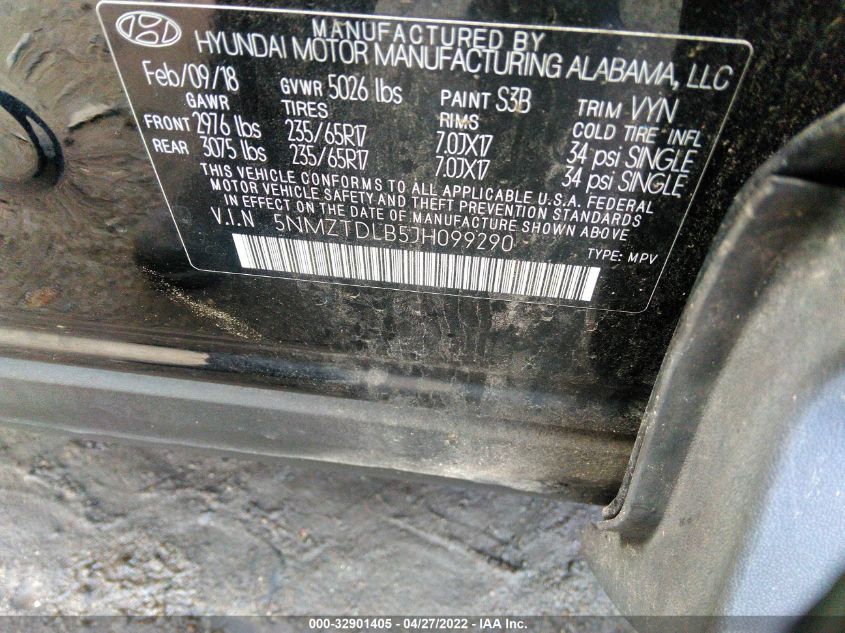 MANUFACTURED BY
HYUNDAI MOTOR MANUFACTURING ALABAMA, LLC
Feb/09/18 GVWR 5026 lbs PAINT S3B TRIM VYN
GAWR TIRES RIMS COLD TIRE INFL
FRONT 2976 lbs 235/65R17 7.0JX17 34 psi SINGLE
REAR 3075 lbs 235/65R17 7.0JX17 34 psi SINGLE
THIS VEHICLE CONFORMS TO ALL APPLICABLE U.S.A. FEDERAL
MOTOR VEHICLE SAFETY AND THEFT PREVENTION STANDARDS
IN EFFECT ON THE DATE OF MANUFACTURE SHOWN ABOVE
V.I.N 5NMZTDLB5JH099290
TYPE: MPV
000-32901405 - 04/27/2022 - IAA Inc.